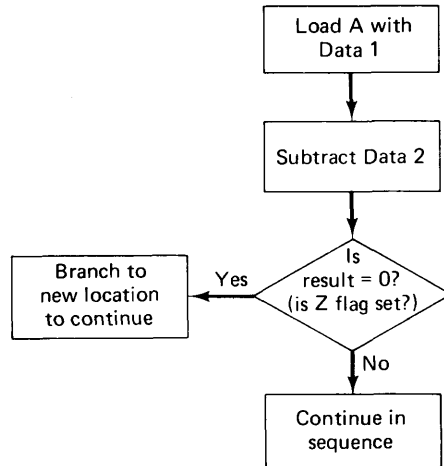 Load A with
Data 1
Subtract Data 2
Is
result = 0?
(is Z flag set?)
Yes
Branch to
new location
to continue
No
Continue in
sequence